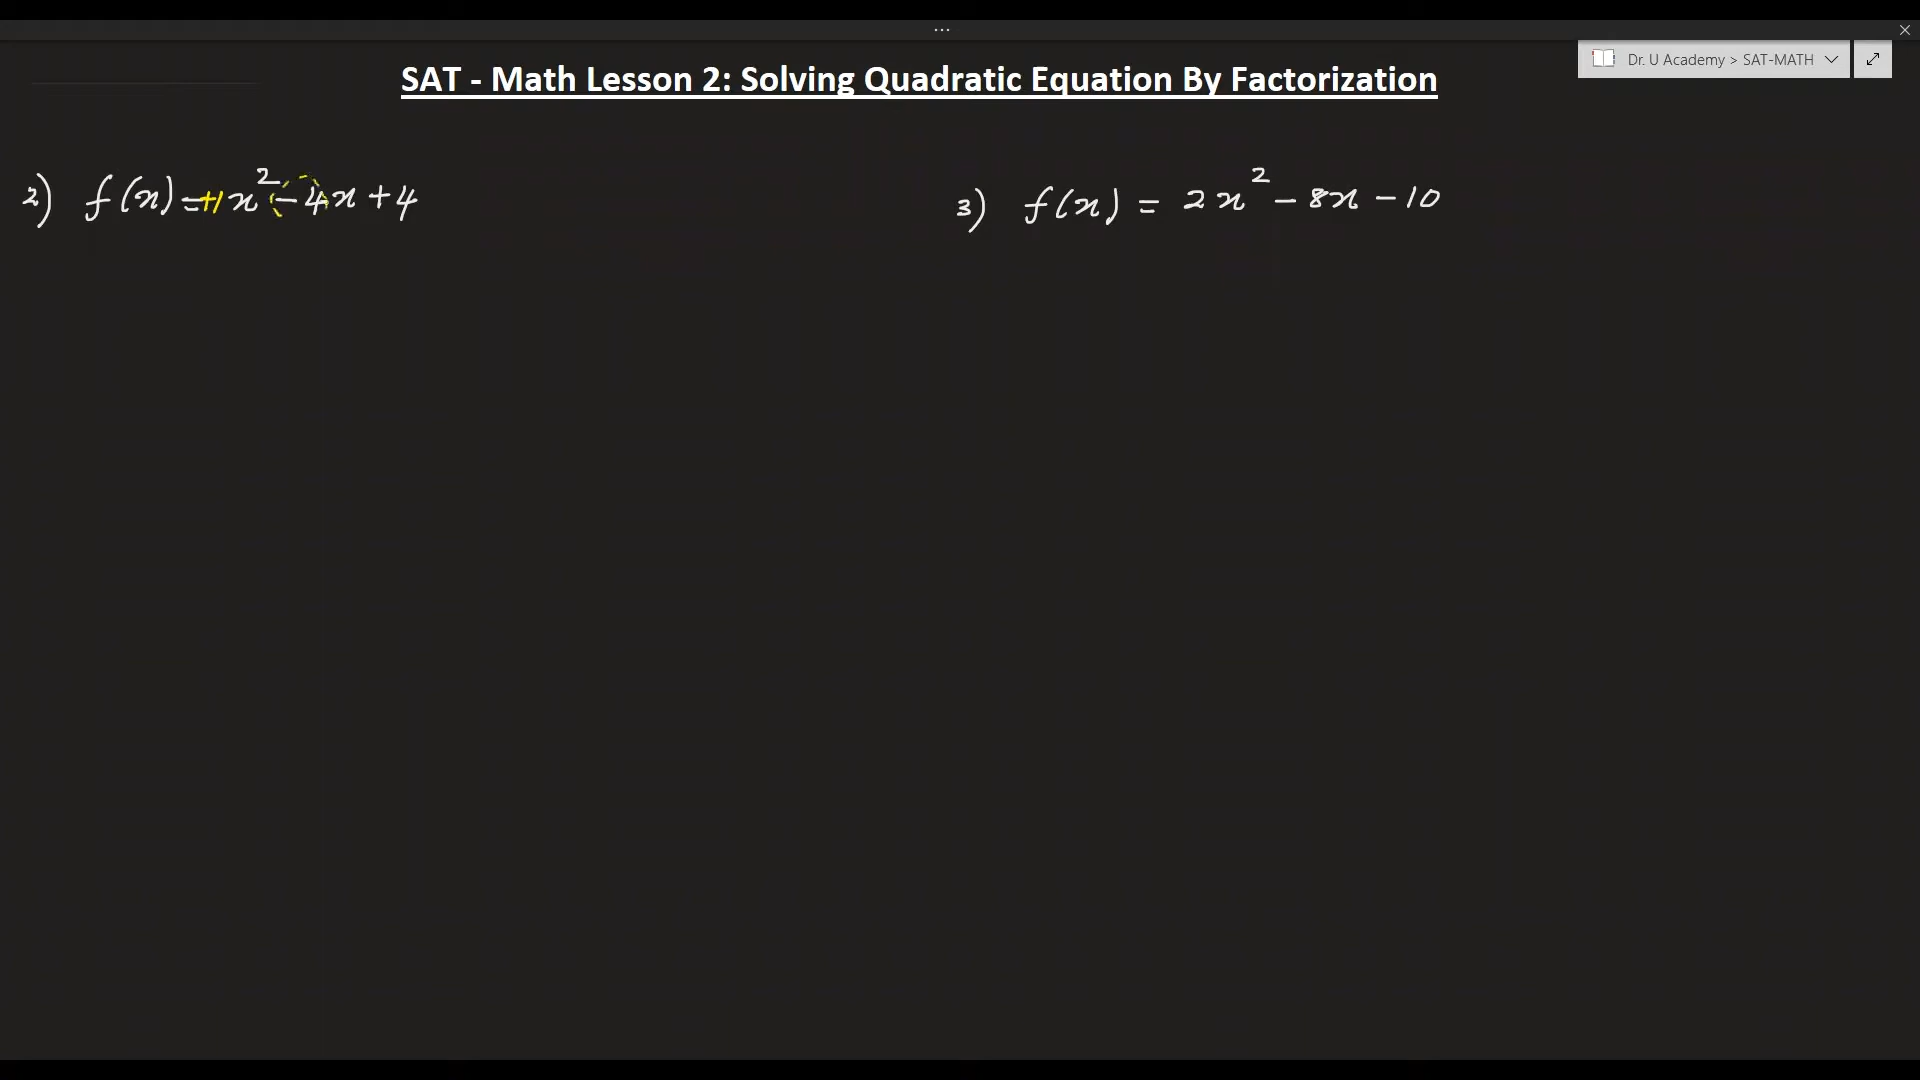 SAT - Math Lesson 2: Solving Quadratic Equation By Factorization
Dr. U Academy > SAT-MATH
2) f(x) = +1x² - 4x + 4
3) f(x) = 2x² - 8x - 10